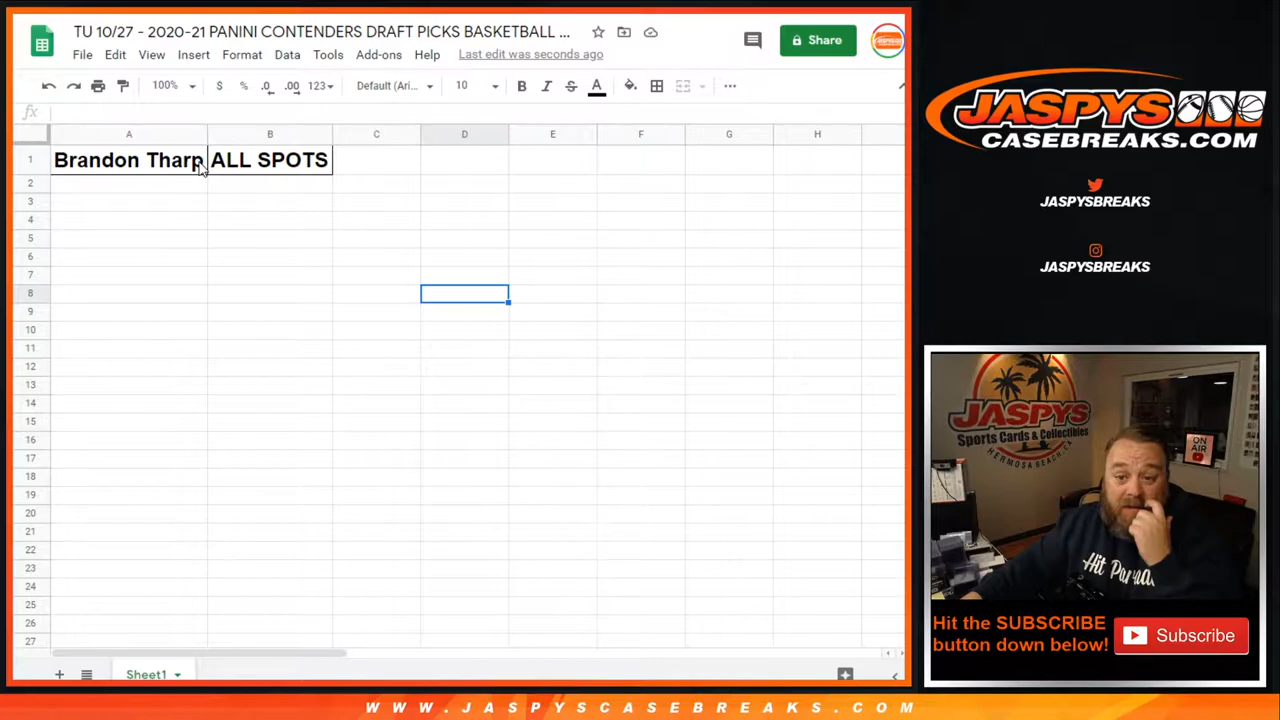 TU 10/27 - 2020-21 PANINI CONTENDERS DRAFT PICKS BASKETBALL ...
File Edit View Insert Format Data Tools Add-ons Help Last edit was seconds ago
Share
100% $ % .0 .00 123 Default (Ari... 10 B I S A ...
fx
A B C D E F G H
1 Brandon Tharp ALL SPOTS
2
3
4
5
6
7
8
9
10
11
12
13
14
15
16
17
18
19
20
21
22
23
24
25
26
27
Sheet1
JASPYS
CASEBREAKS.COM
JASPYSBREAKS
JASPYSBREAKS
JASPYS
Sports Cards & Collectibles
HERMOSA BEACH, CA
ON AIR
Hit Parade
Hit the SUBSCRIBE
button down below!
Subscribe
WWW.JASPYSCASEBREAKS.COM